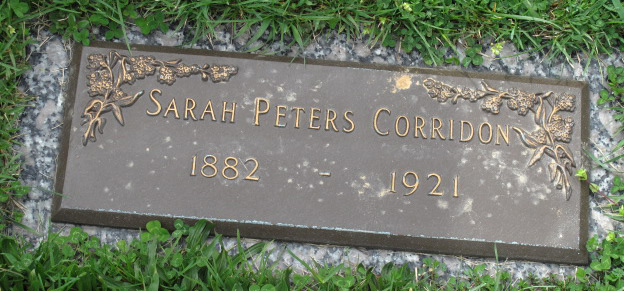 SARAH PETERS CORRIDON
1882 - 1921